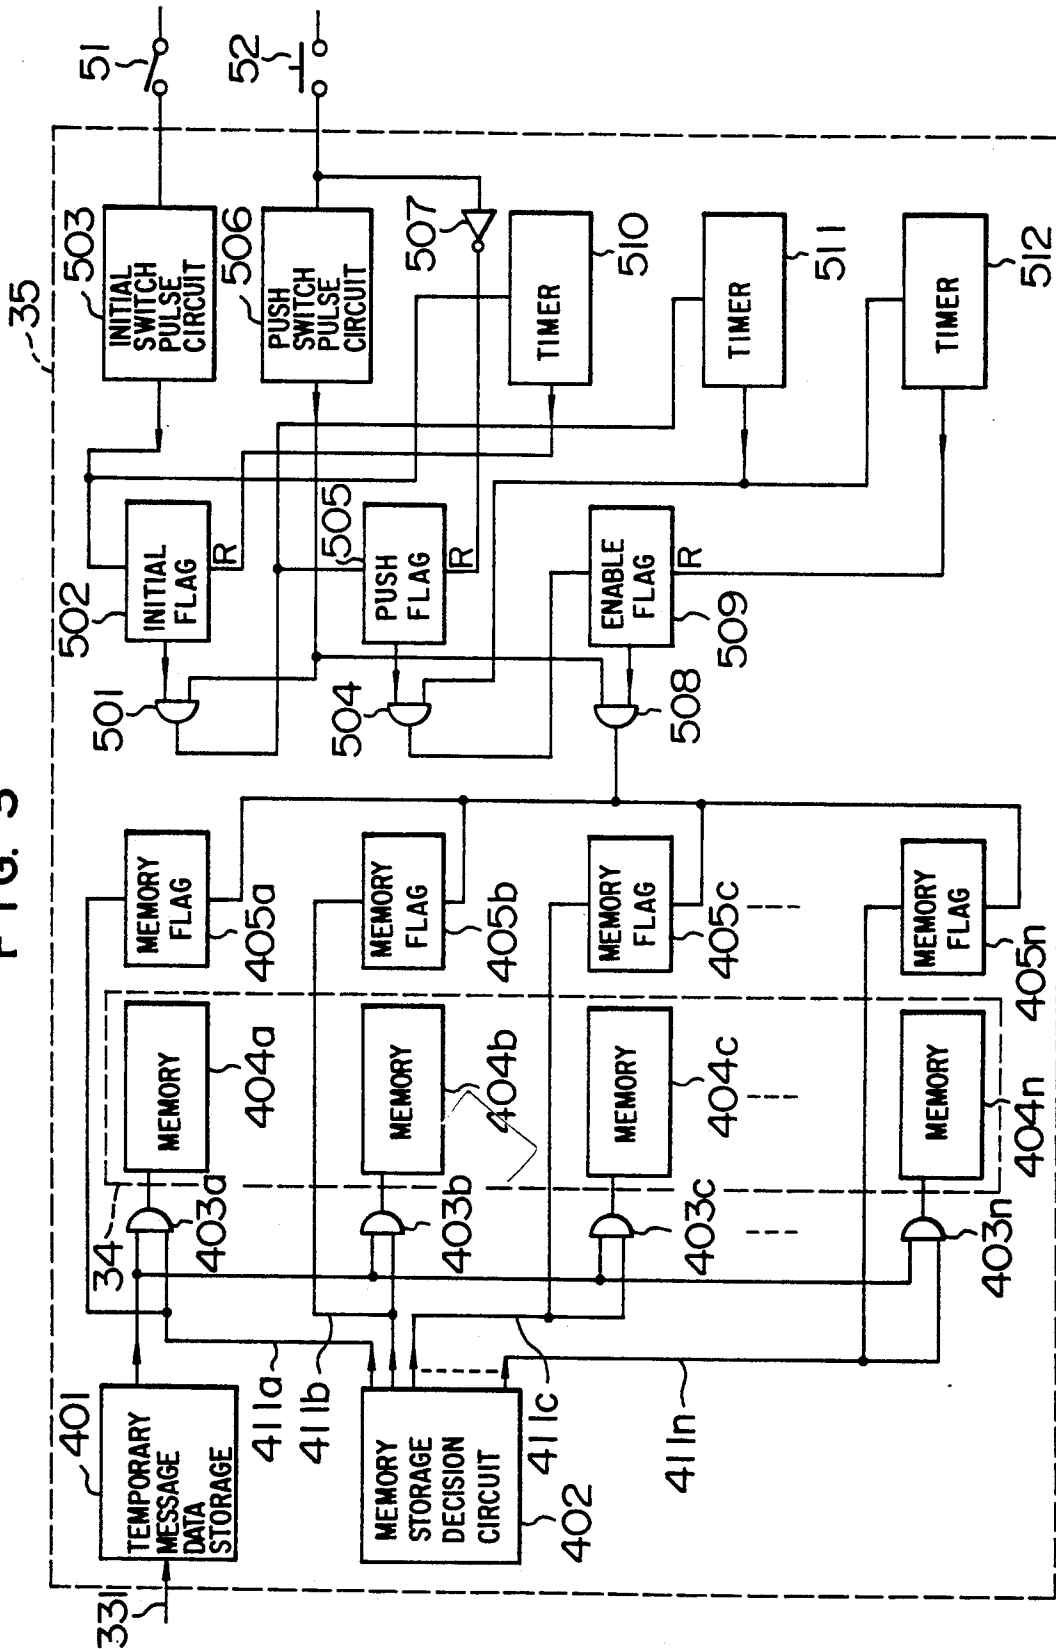 FIG. 5
35
34
331
401
TEMPORARY
MESSAGE
DATA
STORAGE
403a
MEMORY
404a
MEMORY
FLAG
405a
501
502
INITIAL
FLAG
R
503
INITIAL
SWITCH
PULSE
CIRCUIT
51
411a
411b
MEMORY
STORAGE
DECISION
CIRCUIT
402
403b
MEMORY
404b
MEMORY
FLAG
405b
504
505
PUSH
FLAG
R
506
PUSH
SWITCH
PULSE
CIRCUIT
52
507
411c
403c
MEMORY
404c
MEMORY
FLAG
405c
508
ENABLE
FLAG
R
509
TIMER
510
411n
TIMER
511
403n
MEMORY
404n
MEMORY
FLAG
405n
TIMER
512